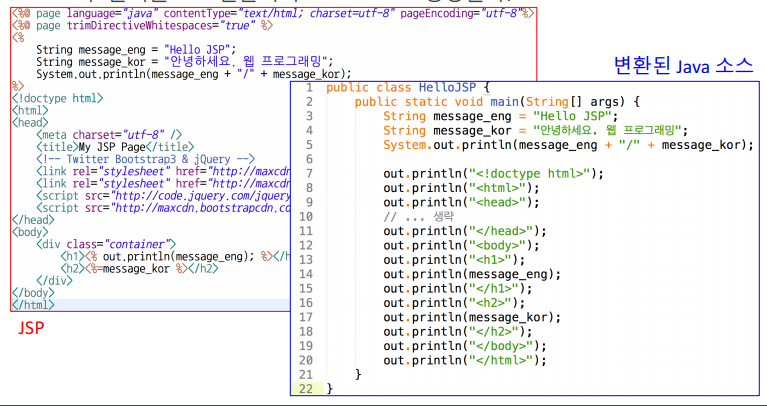 <%@ page language="java" contentType="text/html; charset=utf-8" pageEncoding="utf-8"%>
<%@ page trimDirectiveWhitespaces="true" %>
<%
String message_eng = "Hello JSP";
String message_kor = "안녕하세요. 웹 프로그래밍";
System.out.println(message_eng + "/" + message_kor);
%>
<!doctype html>
<html>
<head>
<meta charset="utf-8" />
<title>My JSP Page</title>
<!-- Twitter Bootstrap3 & jQuery -->
<link rel="stylesheet" href="http://maxcdn
<link rel="stylesheet" href="http://maxcdn
<script src="http://code.jquery.com/jquery
<script src="http://maxcdn.bootstrapcdn.co
</head>
<body>
<div class="container">
<h1><% out.println(message_eng); %></h
<h2><%=message_kor %></h2>
</div>
</body>
</html>
JSP
변환된 Java 소스
1 public class HelloJSP {
2 public static void main(String[] args) {
3 String message_eng = "Hello JSP";
4 String message_kor = "안녕하세요. 웹 프로그래밍";
5 System.out.println(message_eng + "/" + message_kor);
6
7 out.println("<!doctype html>");
8 out.println("<html>");
9 out.println("<head>");
10 // ... 생략
11 out.println("</head>");
12 out.println("<body>");
13 out.println("<h1>");
14 out.println(message_eng);
15 out.println("</h1>");
16 out.println("<h2>");
17 out.println(message_kor);
18 out.println("</h2>");
19 out.println("</body>");
20 out.println("</html>");
21 }
22 }